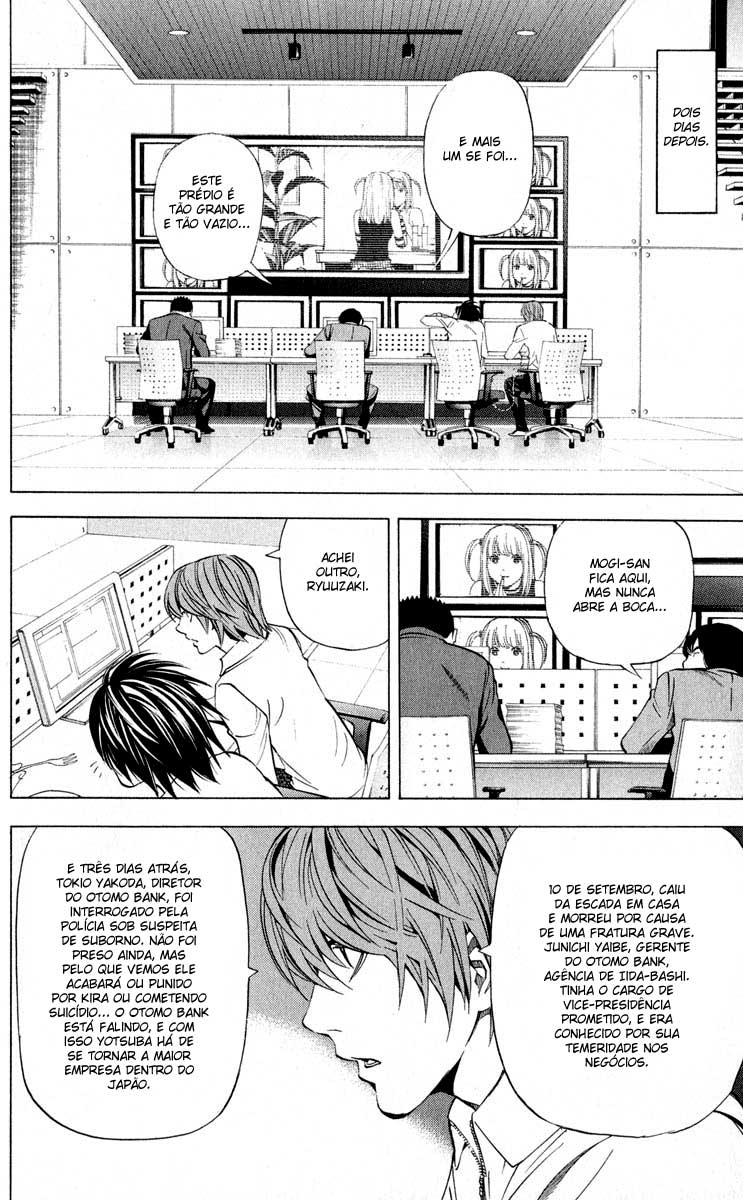 DOIS
DIAS
DEPOIS.
E MAIS
UM SE FOI...
ESTE
PRÉDIO É
TÃO GRANDE
E TÃO VAZIO...
MOGI-SAN
FICA AQUI,
MAS NUNCA
ABRE A BOCA...
ACHEI
OUTRO,
RYUUZAKI.
10 DE SETEMBRO, CAIU
DA ESCADA EM CASA
E MORREU POR CAUSA
DE UMA FRATURA GRAVE.
JUNICHI YAIBE, GERENTE
DO OTOMO BANK,
AGÊNCIA DE IIDA-BASHI.
TINHA O CARGO DE
VICE-PRESIDÊNCIA
PROMETIDO, E ERA
CONHECIDO POR SUA
TEMERIDADE NOS
NEGÓCIOS.
E TRÊS DIAS ATRÁS,
TOKIO YAKODA, DIRETOR
DO OTOMO BANK, FOI
INTERROGADO PELA
POLÍCIA SOB SUSPEITA
DE SUBORNO. NÃO FOI
PRESO AINDA, MAS
PELO QUE VEMOS ELE
ACABARÁ OU PUNIDO
POR KIRA OU COMETENDO
SUICÍDIO... O OTOMO BANK
ESTÁ FALINDO, E COM
ISSO YOTSUBA HÁ DE
SE TORNAR A MAIOR
EMPRESA DENTRO DO
JAPÃO.